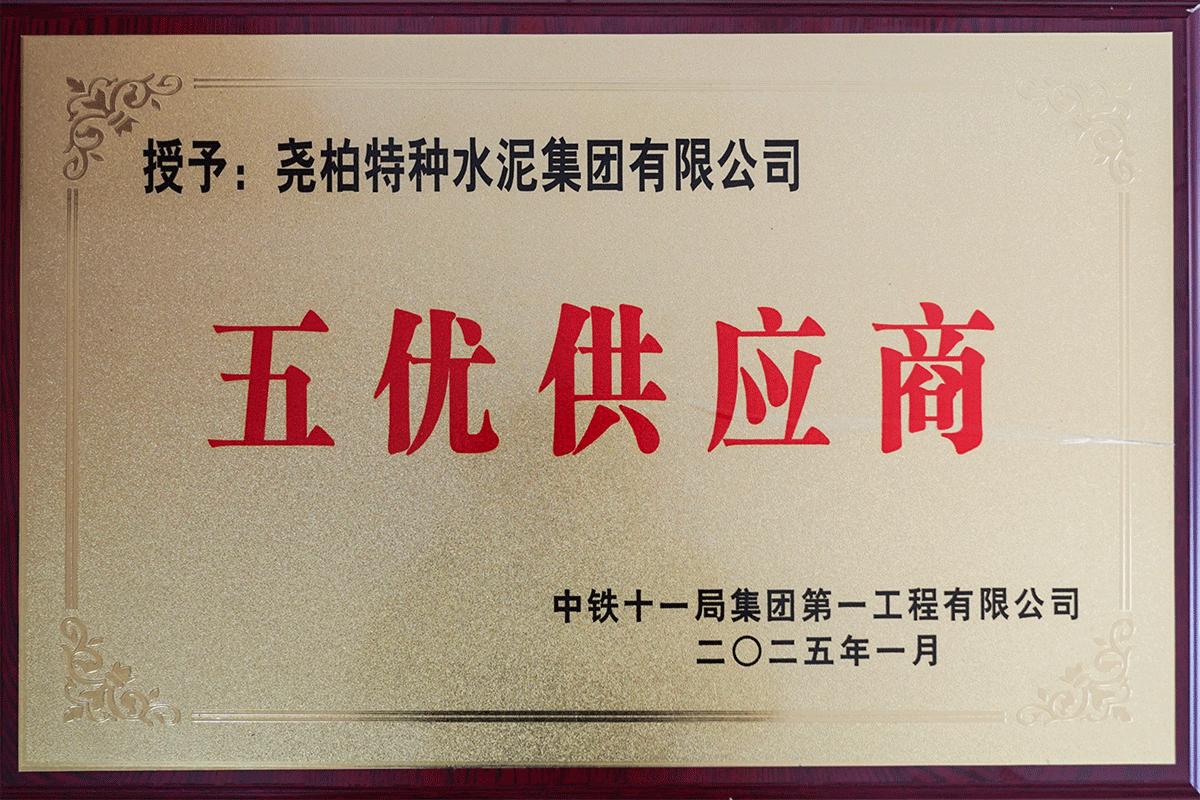 授予：尧柏特种水泥集团有限公司
五优供应商
中铁十一局集团第一工程有限公司
二〇二五年一月